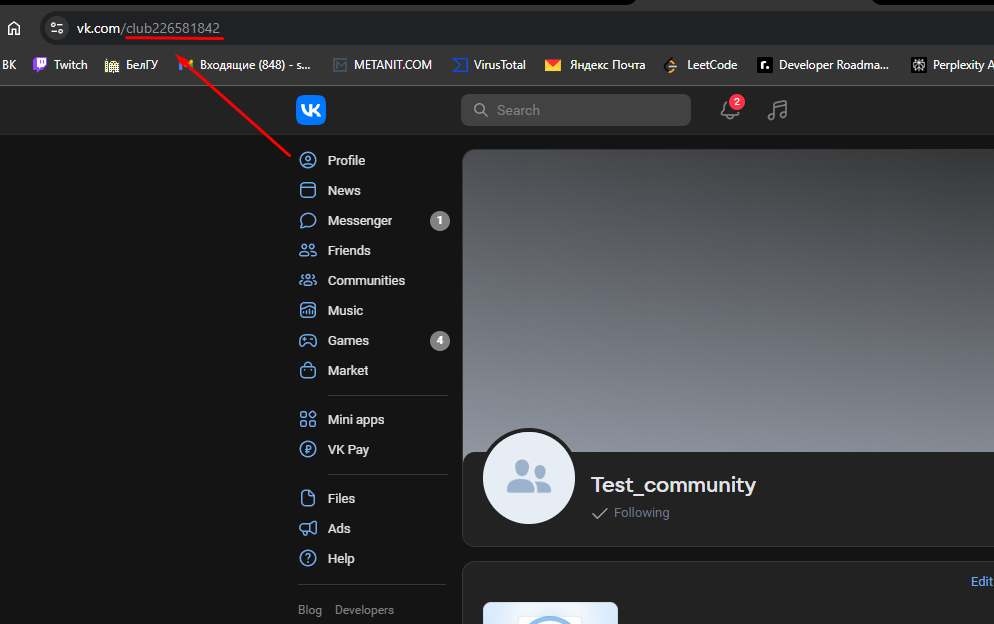 vk.com/club226581842
ВК Twitch БелГУ Входящие (848) - s... METANIT.COM VirusTotal Яндекс Почта LeetCode Developer Roadma... Perplexity A
Search 2
Profile
News
Messenger 1
Friends
Communities
Music
Games 4
Market
Mini apps
VK Pay
Files
Ads
Help
Blog Developers
Test_community
Following
Edit